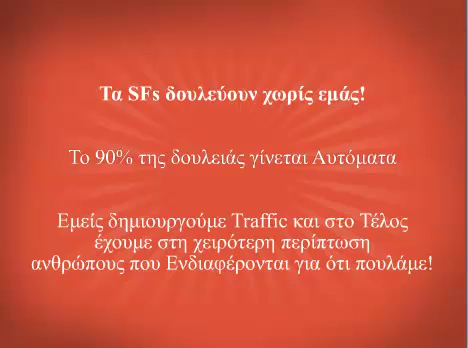 Τα SFs δουλεύουν χωρίς εμάς!
Το 90% της δουλειάς γίνεται Αυτόματα
Εμείς δημιουργούμε Traffic και στο Τέλος
έχουμε στη χειρότερη περίπτωση
ανθρώπους που Ενδιαφέρονται για ότι πουλάμε!